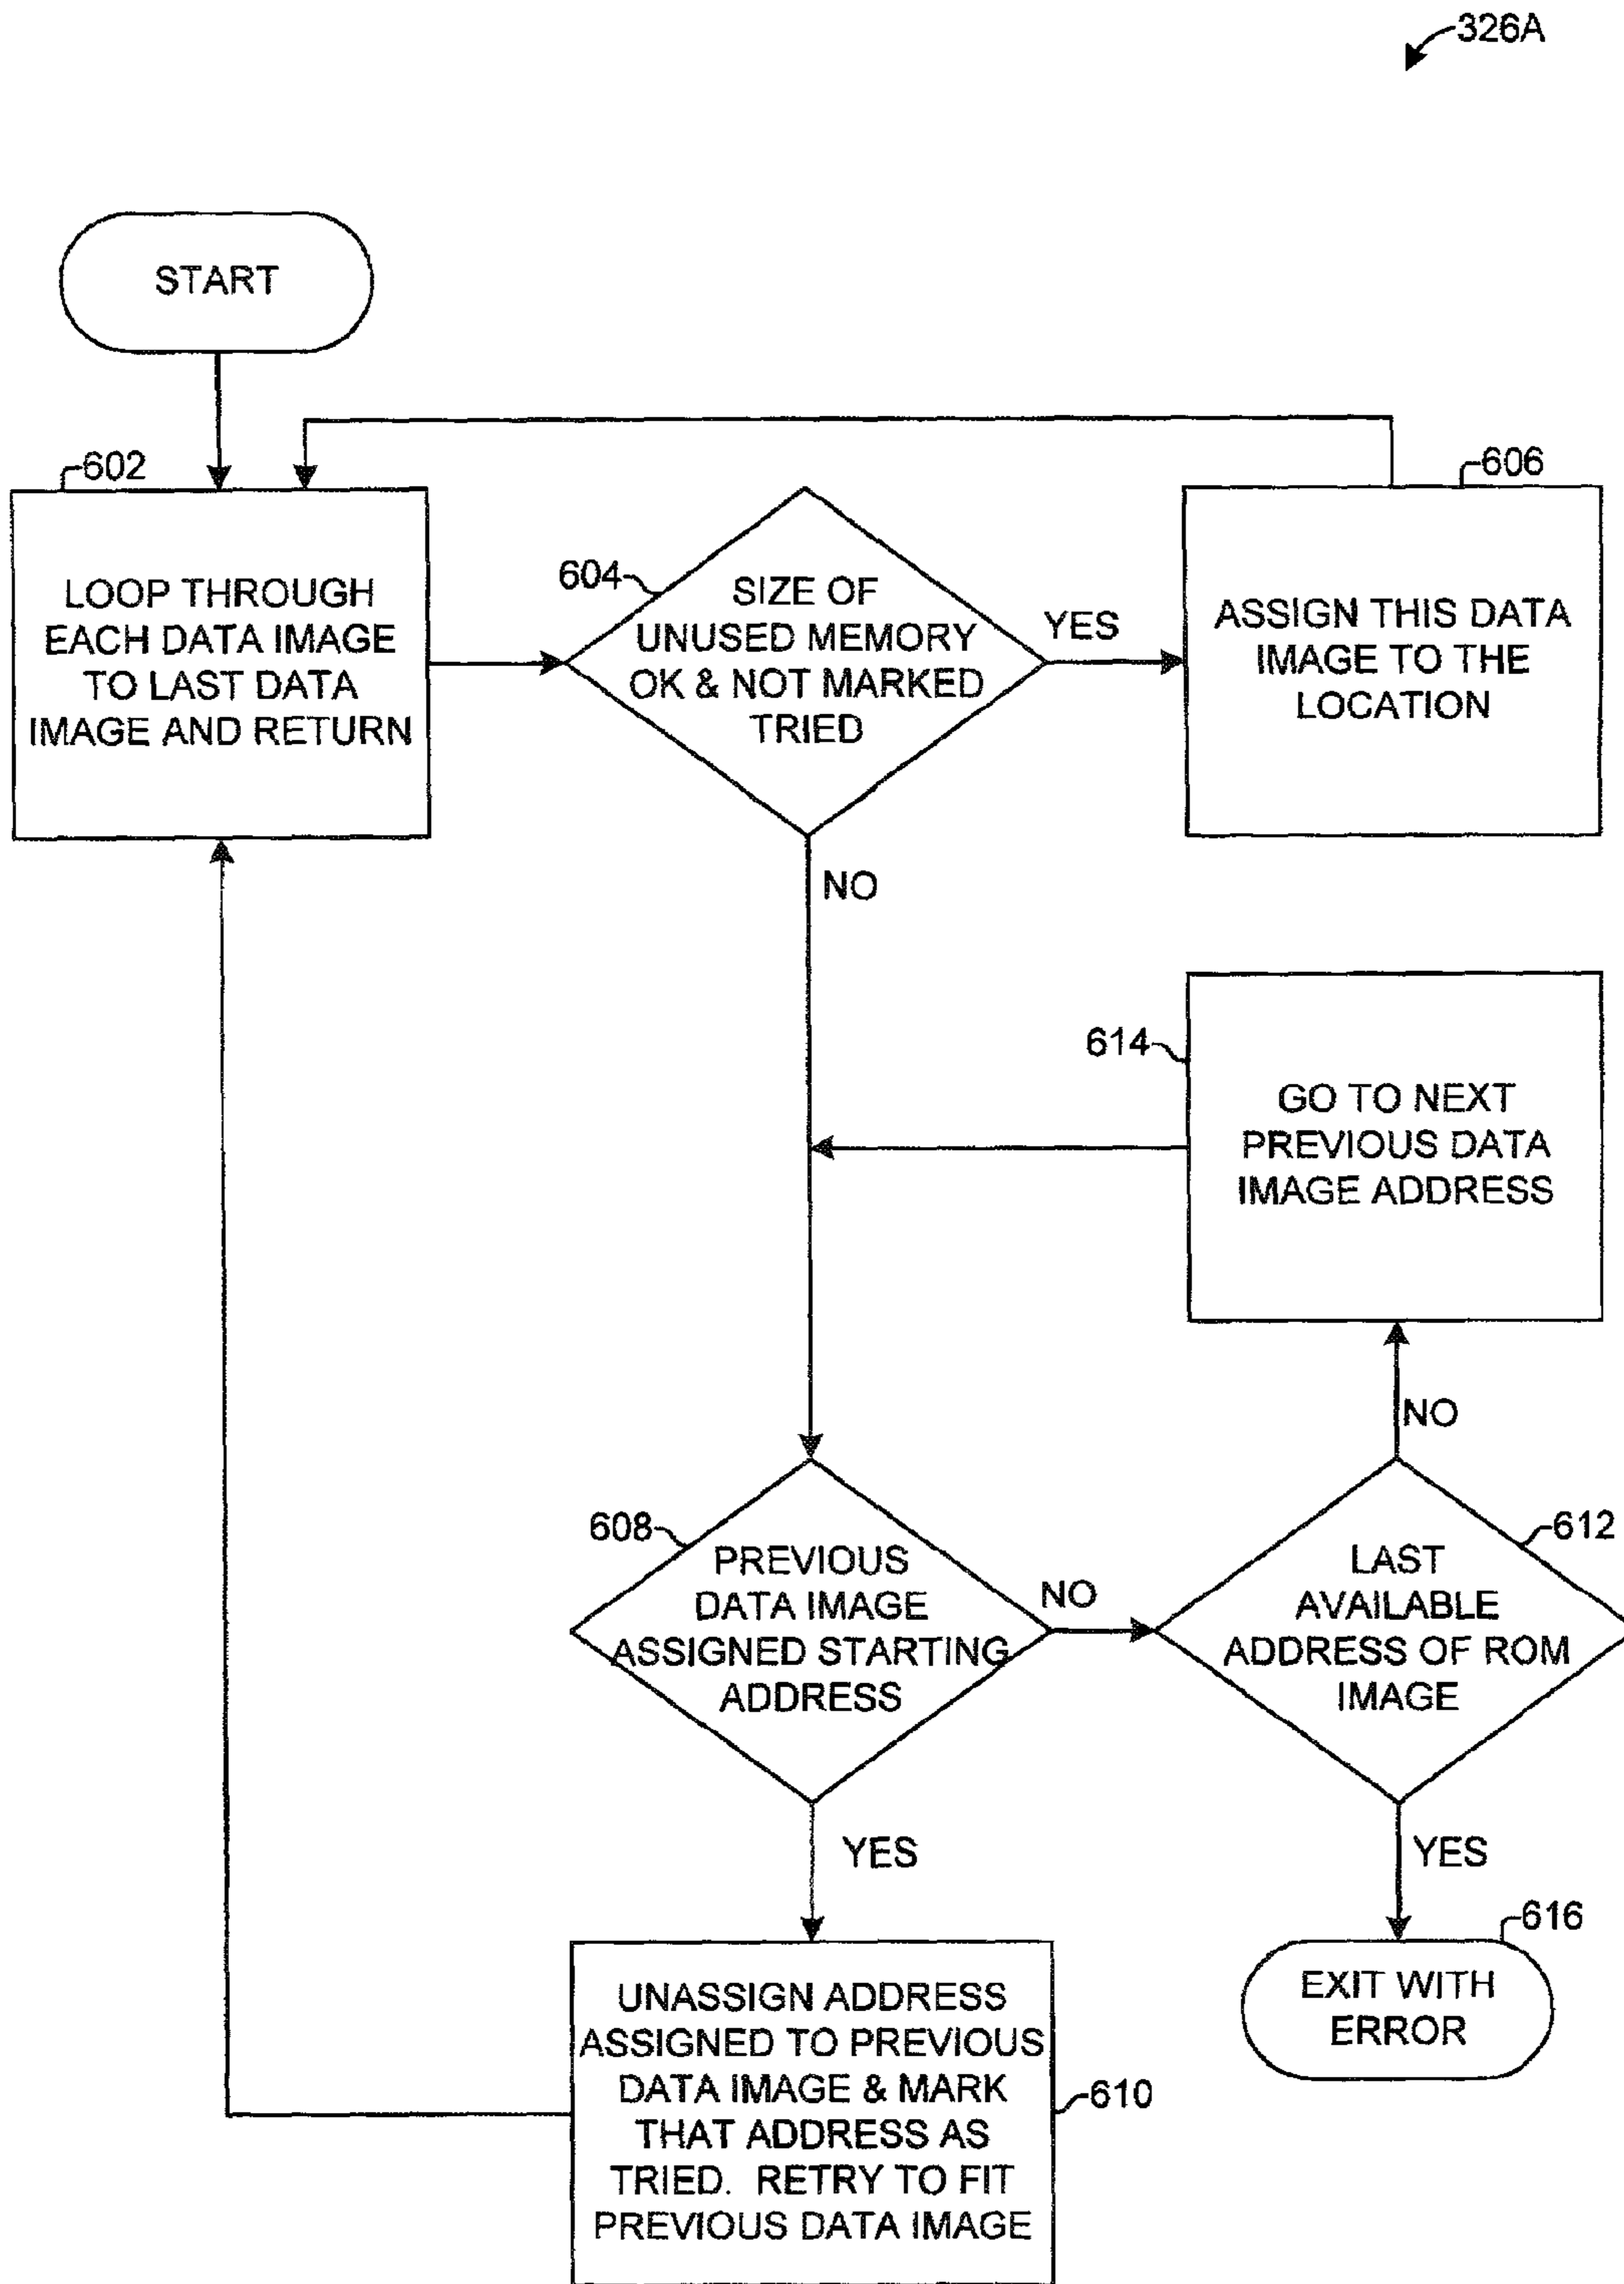 326A
START
602
LOOP THROUGH
EACH DATA IMAGE
TO LAST DATA
IMAGE AND RETURN
604
SIZE OF
UNUSED MEMORY
OK & NOT MARKED
TRIED
YES
606
ASSIGN THIS DATA
IMAGE TO THE
LOCATION
NO
614
GO TO NEXT
PREVIOUS DATA
IMAGE ADDRESS
NO
608
PREVIOUS
DATA IMAGE
ASSIGNED STARTING
ADDRESS
NO
612
LAST
AVAILABLE
ADDRESS OF ROM
IMAGE
YES
YES
610
UNASSIGN ADDRESS
ASSIGNED TO PREVIOUS
DATA IMAGE & MARK
THAT ADDRESS AS
TRIED. RETRY TO FIT
PREVIOUS DATA IMAGE
616
EXIT WITH
ERROR